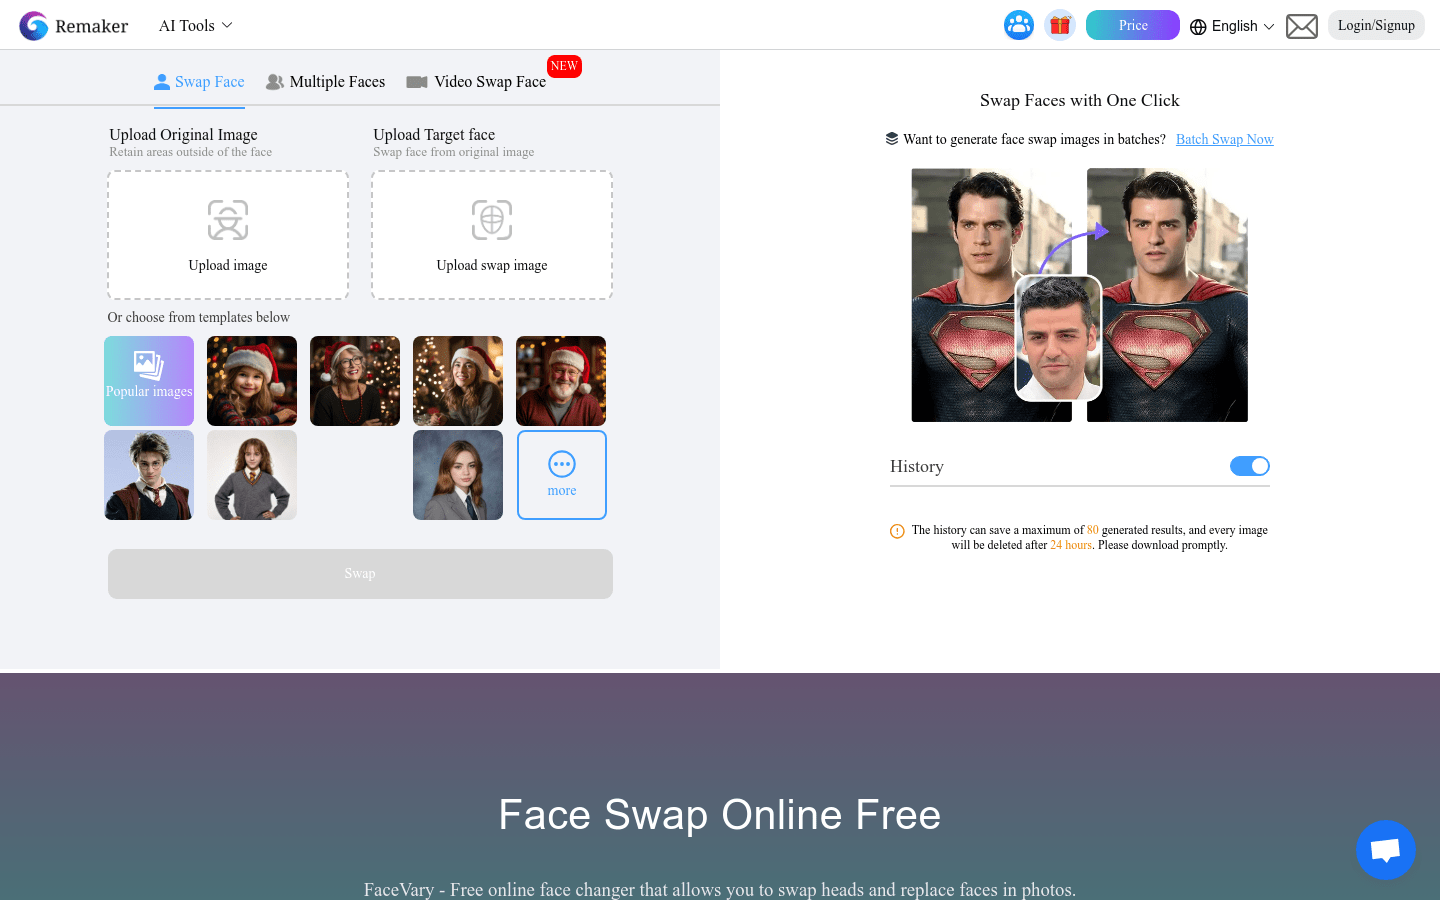 Remaker
AI Tools
Price
English
Login/Signup
Swap Face
Multiple Faces
Video Swap Face
NEW
Upload Original Image
Retain areas outside of the face
Upload Target face
Swap face from original image
Upload image
Upload swap image
Or choose from templates below
Popular images
more
Swap
Swap Faces with One Click
Want to generate face swap images in batches? Batch Swap Now
History
The history can save a maximum of 80 generated results, and every image
will be deleted after 24 hours. Please download promptly.
Face Swap Online Free
FaceVary - Free online face changer that allows you to swap heads and replace faces in photos.